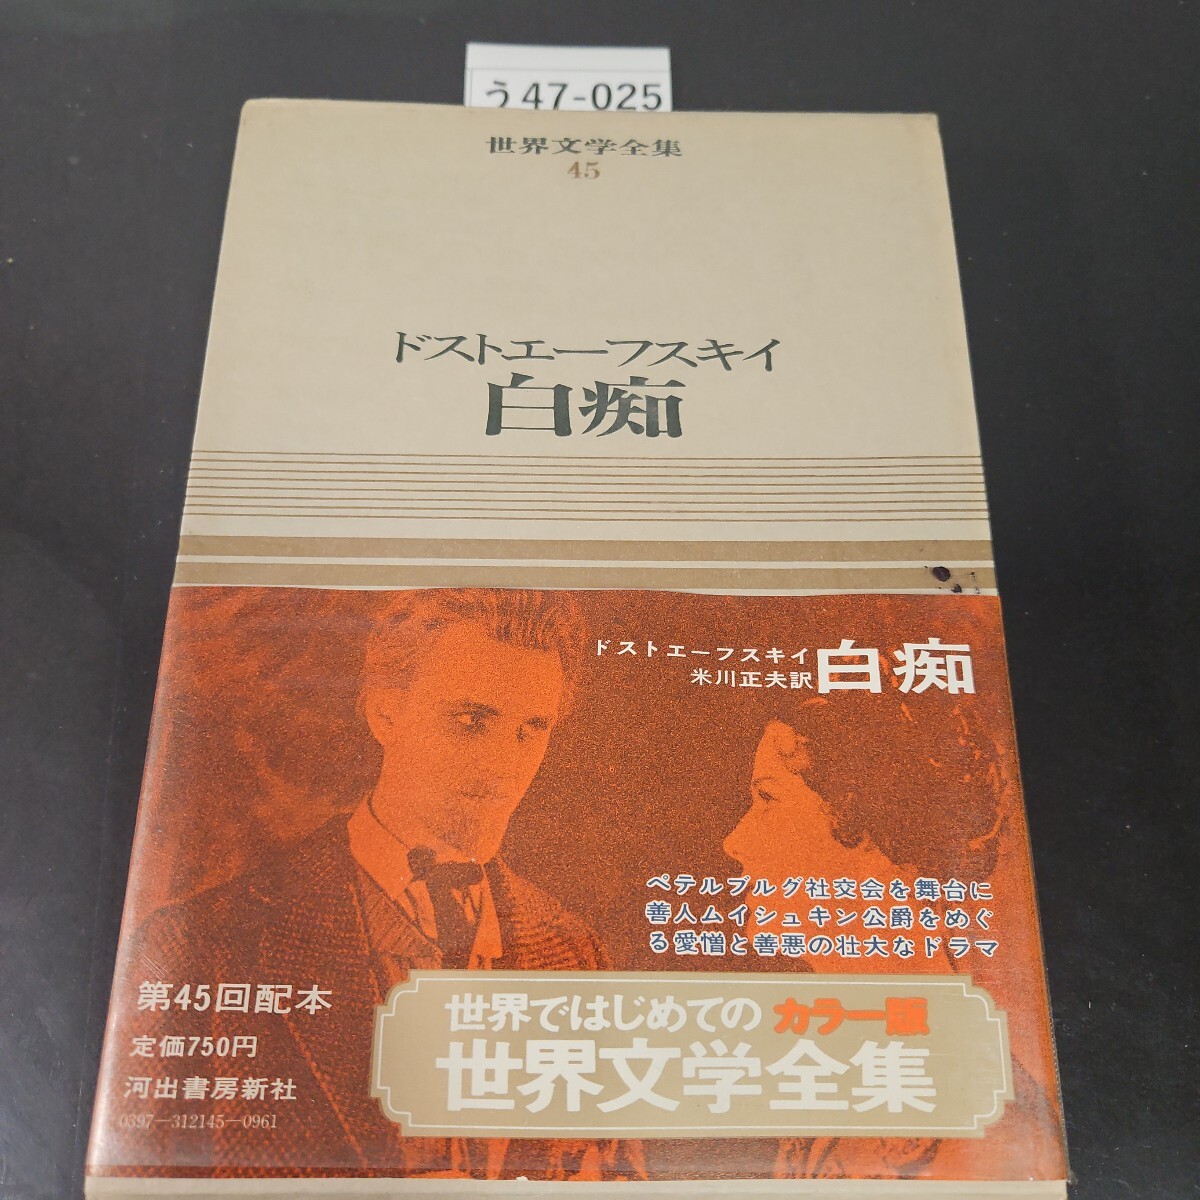 う47-025
世界文学全集
45
ドストエーフスキイ
白痴
ドストエーフスキイ
米川正夫訳
白痴
ペテルブルグ社交会を舞台に
善人ムイシュキン公爵をめぐ
る愛憎と善悪の壮大なドラマ
第45回配本
定価750円
河出書房新社
0397-312145-0961
世界ではじめての カラー版
世界文学全集